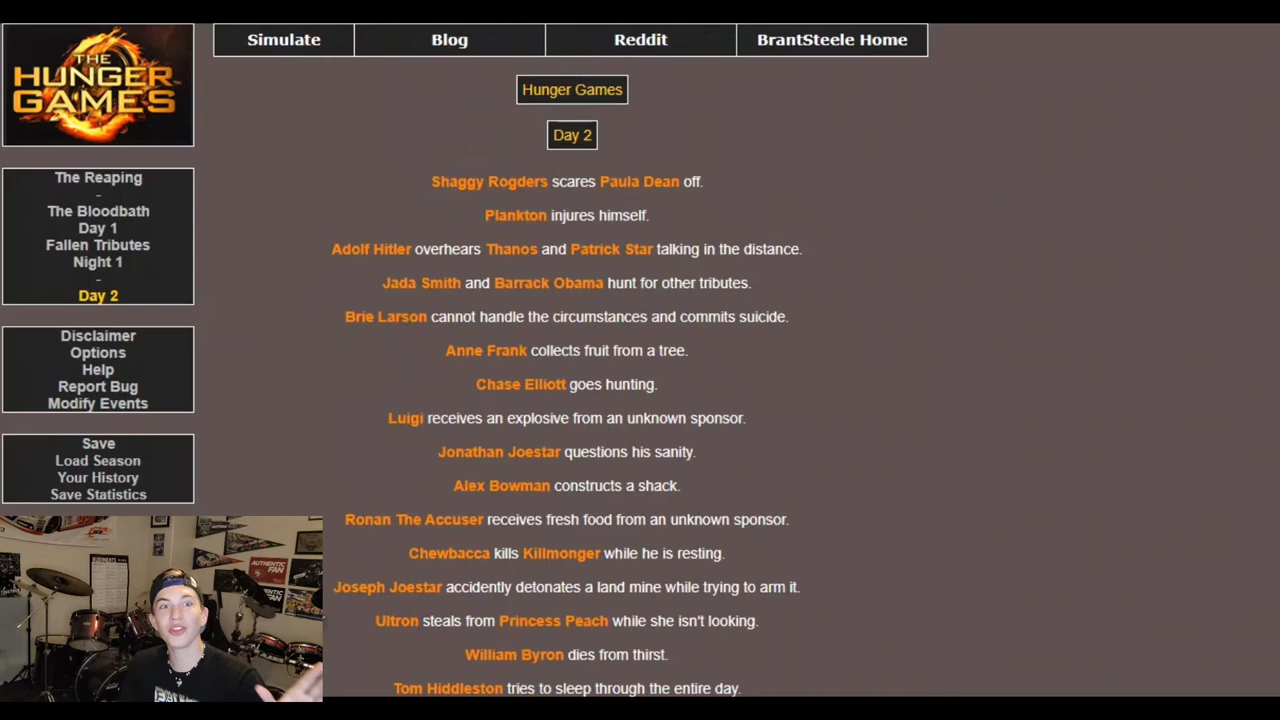 THE
HUNGER
GAMES
Simulate
Blog
Reddit
BrantSteele Home
The Reaping
-
The Bloodbath
Day 1
Fallen Tributes
Night 1
-
Day 2
Disclaimer
Options
Help
Report Bug
Modify Events
Save
Load Season
Your History
Save Statistics
Hunger Games
Day 2
Shaggy Rogders scares Paula Dean off.
Plankton injures himself.
Adolf Hitler overhears Thanos and Patrick Star talking in the distance.
Jada Smith and Barrack Obama hunt for other tributes.
Brie Larson cannot handle the circumstances and commits suicide.
Anne Frank collects fruit from a tree.
Chase Elliott goes hunting.
Luigi receives an explosive from an unknown sponsor.
Jonathan Joestar questions his sanity.
Alex Bowman constructs a shack.
Ronan The Accuser receives fresh food from an unknown sponsor.
Chewbacca kills Killmonger while he is resting.
Joseph Joestar accidently detonates a land mine while trying to arm it.
Ultron steals from Princess Peach while she isn't looking.
William Byron dies from thirst.
Tom Hiddleston tries to sleep through the entire day.
AUTHENTIC
FAN